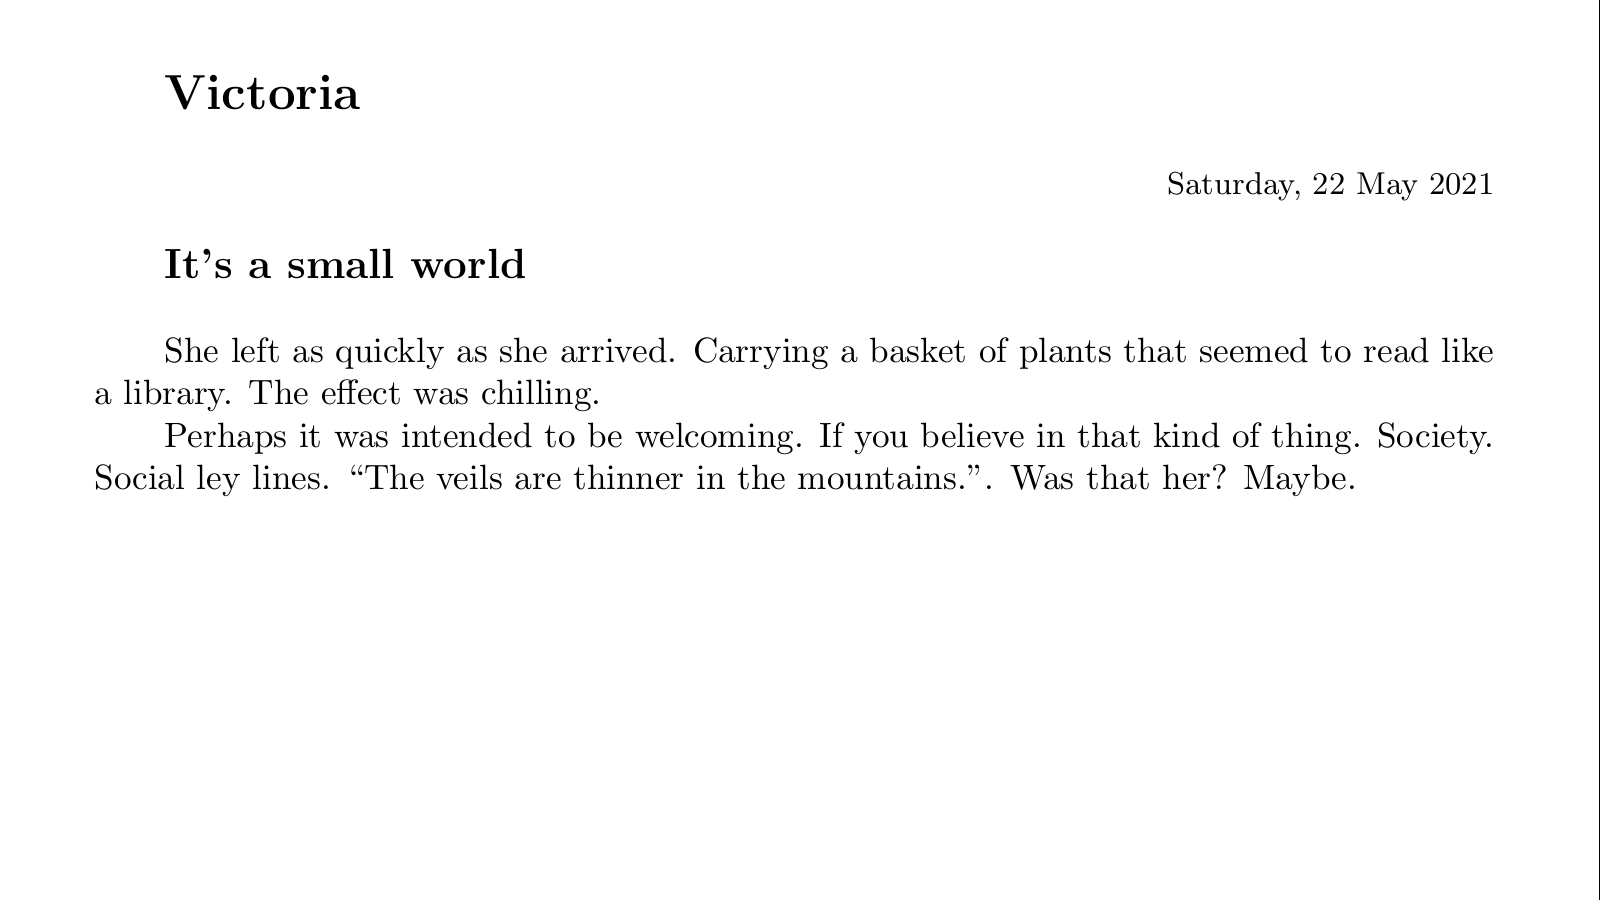 Victoria
Saturday, 22 May 2021
It's a small world
She left as quickly as she arrived. Carrying a basket of plants that seemed to read like
a library. The effect was chilling.
Perhaps it was intended to be welcoming. If you believe in that kind of thing. Society.
Social ley lines. “The veils are thinner in the mountains.”. Was that her? Maybe.